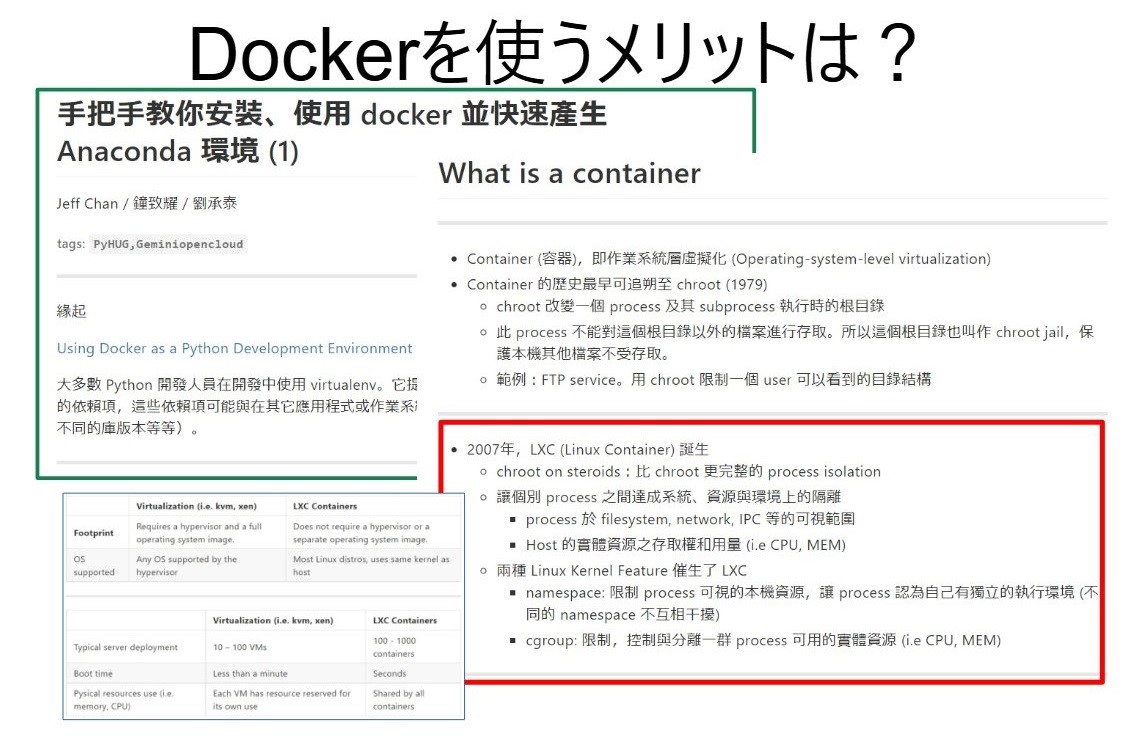 Dockerを使うメリットは？
手把手教你安裝、使用 docker 並快速產生
Anaconda 環境 (1)
Jeff Chan / 鐘致耀 / 劉承泰
tags: PyHUG,Geminiopencloud
緣起
Using Docker as a Python Development Environment
大多數 Python 開發人員在開發中使用 virtualenv。它提
的依賴項，這些依賴項可能與在其它應用程式或作業系
不同的庫版本等等）。
What is a container
Container (容器)，即作業系統層虛擬化 (Operating-system-level virtualization)
Container 的歷史最早可追朔至 chroot (1979)
chroot 改變一個 process 及其 subprocess 執行時的根目錄
此 process 不能對這個根目錄以外的檔案進行存取。所以這個根目錄也叫作 chroot jail，保
護本機其他檔案不受存取。
範例：FTP service。用 chroot 限制一個 user 可以看到的目錄結構
2007年，LXC (Linux Container) 誕生
chroot on steroids：比 chroot 更完整的 process isolation
讓個別 process 之間達成系統、資源與環境上的隔離
process 於 filesystem, network, IPC 等的可視範圍
Host 的實體資源之存取權和用量 (i.e CPU, MEM)
兩種 Linux Kernel Feature 催生了 LXC
namespace: 限制 process 可視的本機資源，讓 process 認為自己有獨立的執行環境 (不
同的 namespace 不互相干擾)
cgroup: 限制，控制與分離一群 process 可用的實體資源 (i.e CPU, MEM)
Virtualization (i.e. kvm, xen) LXC Containers
Footprint Requires a hypervisor and a full operating system image. Does not require a hypervisor or a separate operating system image.
OS supported Any OS supported by the hypervisor Most Linux distros, uses same kernel as host
Virtualization (i.e. kvm, xen) LXC Containers
Typical server deployment 10 – 100 VMs 100 - 1000 containers
Boot time Less than a minute Seconds
Pysical resources use (i.e. memory, CPU) Each VM has resource reserved for its own use Shared by all containers